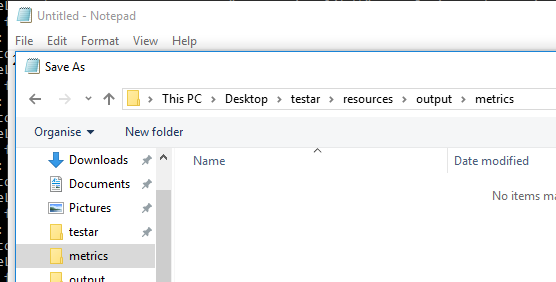 Untitled - Notepad
File Edit Format View Help
Save As
This PC > Desktop > testar > resources > output > metrics
Organise New folder
Name Date modified
Downloads
Documents
No items
Pictures
testar
metrics
output